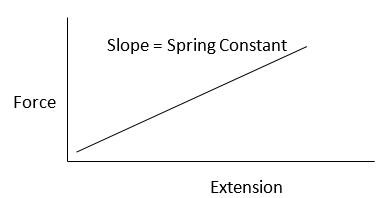 Slope = Spring Constant
Force
Extension